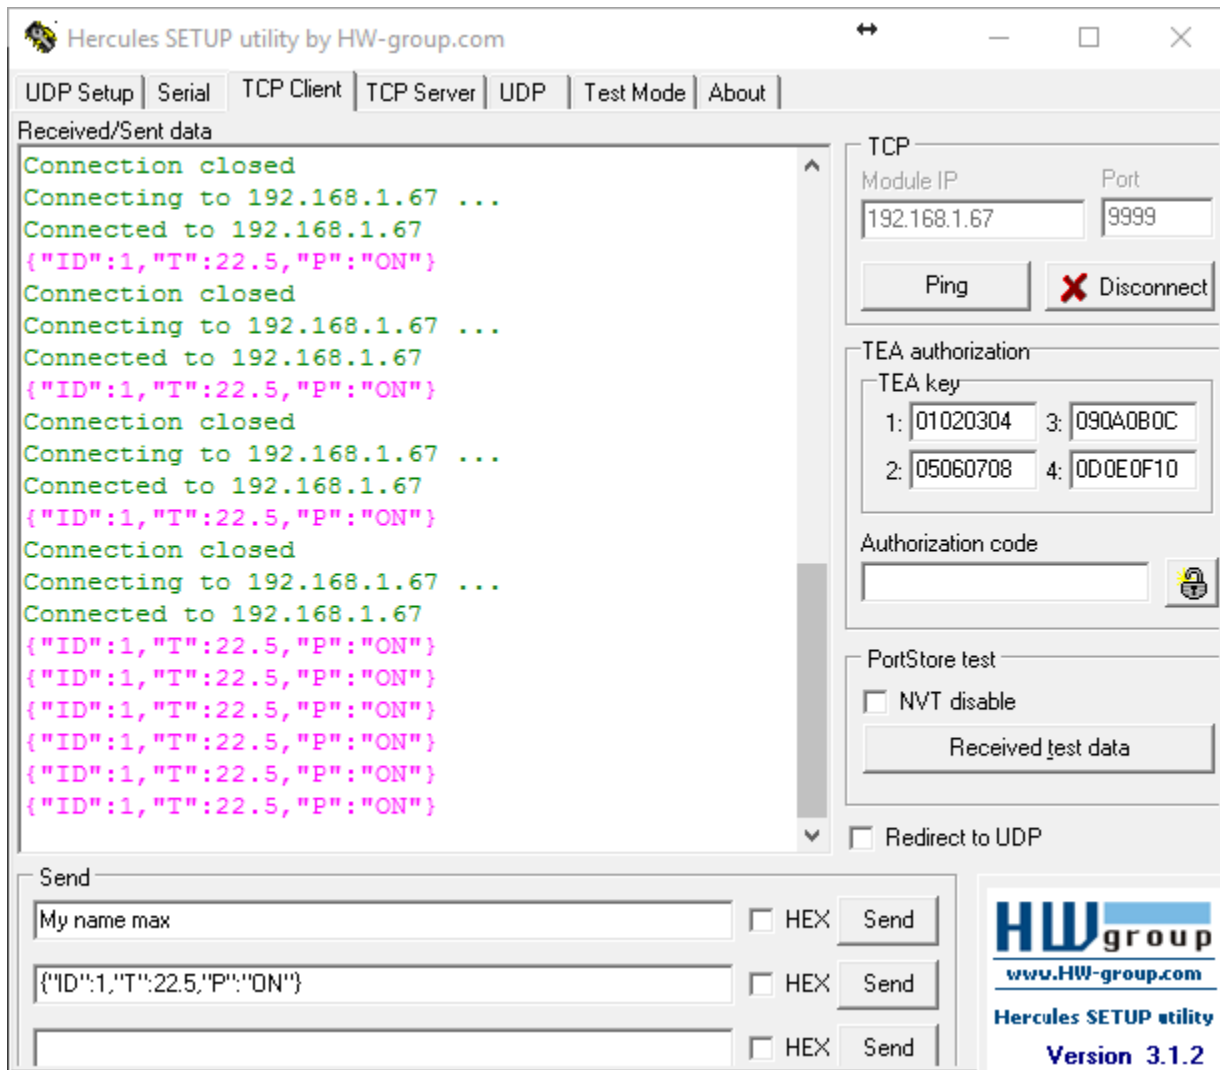 Hercules SETUP utility by HW-group.com
UDP Setup Serial TCP Client TCP Server UDP Test Mode About
Received/Sent data
Connection closed
Connecting to 192.168.1.67 ...
Connected to 192.168.1.67
{"ID":1,"T":22.5,"P":"ON"}
Connection closed
Connecting to 192.168.1.67 ...
Connected to 192.168.1.67
{"ID":1,"T":22.5,"P":"ON"}
Connection closed
Connecting to 192.168.1.67 ...
Connected to 192.168.1.67
{"ID":1,"T":22.5,"P":"ON"}
Connection closed
Connecting to 192.168.1.67 ...
Connected to 192.168.1.67
{"ID":1,"T":22.5,"P":"ON"}
{"ID":1,"T":22.5,"P":"ON"}
{"ID":1,"T":22.5,"P":"ON"}
{"ID":1,"T":22.5,"P":"ON"}
{"ID":1,"T":22.5,"P":"ON"}
{"ID":1,"T":22.5,"P":"ON"}
TCP
Module IP Port
192.168.1.67 9999
Ping Disconnect
TEA authorization
TEA key
1: 01020304 3: 090A0B0C
2: 05060708 4: 0D0E0F10
Authorization code
PortStore test
NVT disable
Received test data
Redirect to UDP
Send
My name max HEX Send
{"ID":1,"T":22.5,"P":"ON"} HEX Send
HEX Send
HW group
www.HW-group.com
Hercules SETUP utility
Version 3.1.2